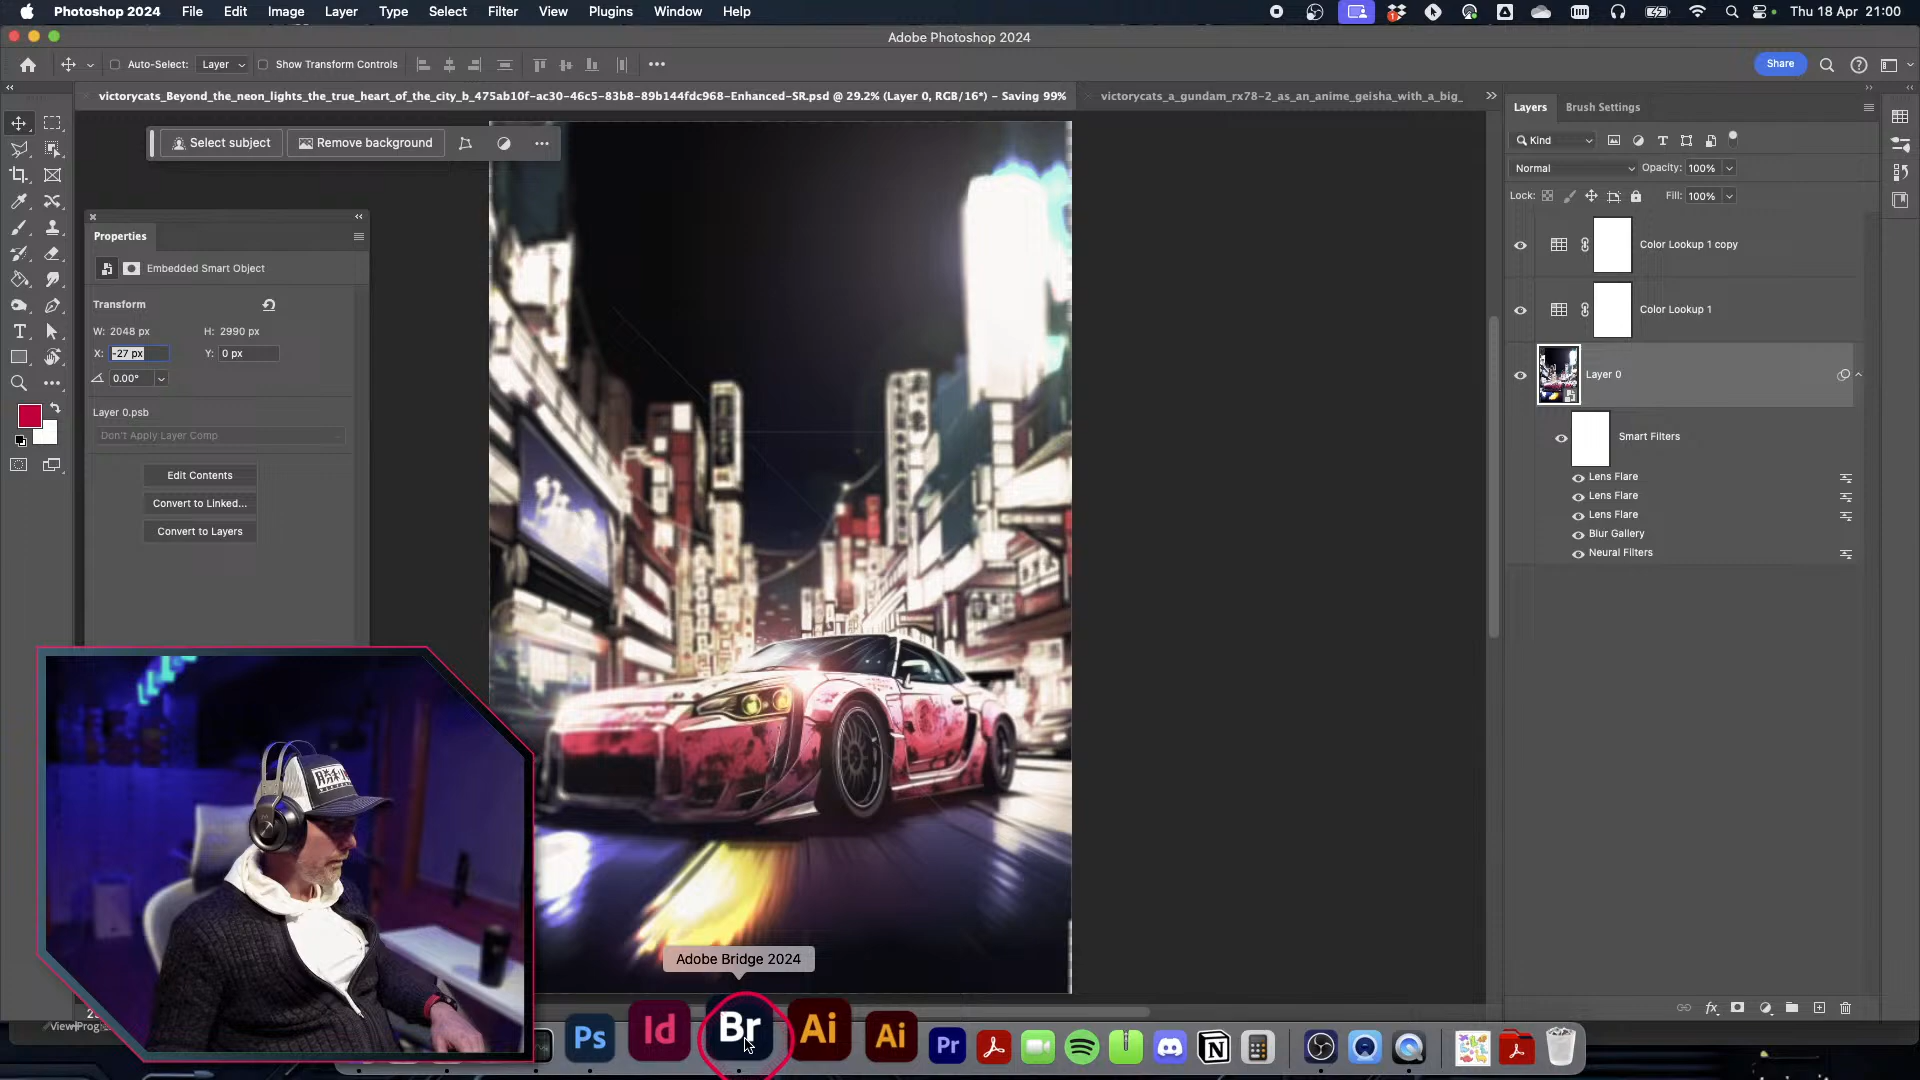 Photoshop 2024 File Edit Image Layer Type Select Filter View Plugins Window Help Thu 18 Apr 21:00
Adobe Photoshop 2024
Auto-Select: Layer Show Transform Controls Share
victorycats_Beyond_the_neon_lights_the_true_heart_of_the_city_b_475ab10f-ac30-46c5-83b8-89b144fdc968-Enhanced-SR.psd @ 29.2% (Layer 0, RGB/16*) – Saving 99% victorycats_a_gundam_rx78-2_as_an_anime_geisha_with_a_big_
Select subject Remove background
Properties
Embedded Smart Object
Transform
W: 2048 px H: 2990 px
X: -27 px Y: 0 px
0.00°
Layer 0.psb
Don't Apply Layer Comp
Edit Contents
Convert to Linked...
Convert to Layers
Layers Brush Settings
Kind
Normal Opacity: 100%
Lock: Fill: 100%
Color Lookup 1 copy
Color Lookup 1
Layer 0
Smart Filters
Lens Flare
Lens Flare
Lens Flare
Blur Gallery
Neural Filters
Adobe Bridge 2024
Ps Id Br Ai Ai Pr